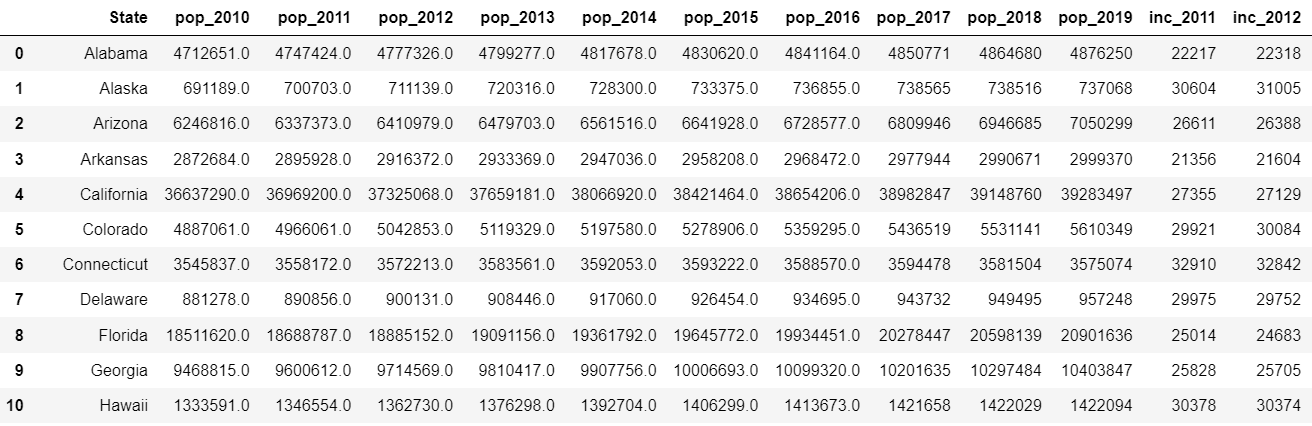 State pop_2010 pop_2011 pop_2012 pop_2013 pop_2014 pop_2015 pop_2016 pop_2017 pop_2018 pop_2019 inc_2011 inc_2012
0 Alabama 4712651.0 4747424.0 4777326.0 4799277.0 4817678.0 4830620.0 4841164.0 4850771 4864680 4876250 22217 22318
1 Alaska 691189.0 700703.0 711139.0 720316.0 728300.0 733375.0 736855.0 738565 738516 737068 30604 31005
2 Arizona 6246816.0 6337373.0 6410979.0 6479703.0 6561516.0 6641928.0 6728577.0 6809946 6946685 7050299 26611 26388
3 Arkansas 2872684.0 2895928.0 2916372.0 2933369.0 2947036.0 2958208.0 2968472.0 2977944 2990671 2999370 21356 21604
4 California 36637290.0 36969200.0 37325068.0 37659181.0 38066920.0 38421464.0 38654206.0 38982847 39148760 39283497 27355 27129
5 Colorado 4887061.0 4966061.0 5042853.0 5119329.0 5197580.0 5278906.0 5359295.0 5436519 5531141 5610349 29921 30084
6 Connecticut 3545837.0 3558172.0 3572213.0 3583561.0 3592053.0 3593222.0 3588570.0 3594478 3581504 3575074 32910 32842
7 Delaware 881278.0 890856.0 900131.0 908446.0 917060.0 926454.0 934695.0 943732 949495 957248 29975 29752
8 Florida 18511620.0 18688787.0 18885152.0 19091156.0 19361792.0 19645772.0 19934451.0 20278447 20598139 20901636 25014 24683
9 Georgia 9468815.0 9600612.0 9714569.0 9810417.0 9907756.0 10006693.0 10099320.0 10201635 10297484 10403847 25828 25705
10 Hawaii 1333591.0 1346554.0 1362730.0 1376298.0 1392704.0 1406299.0 1413673.0 1421658 1422029 1422094 30378 30374